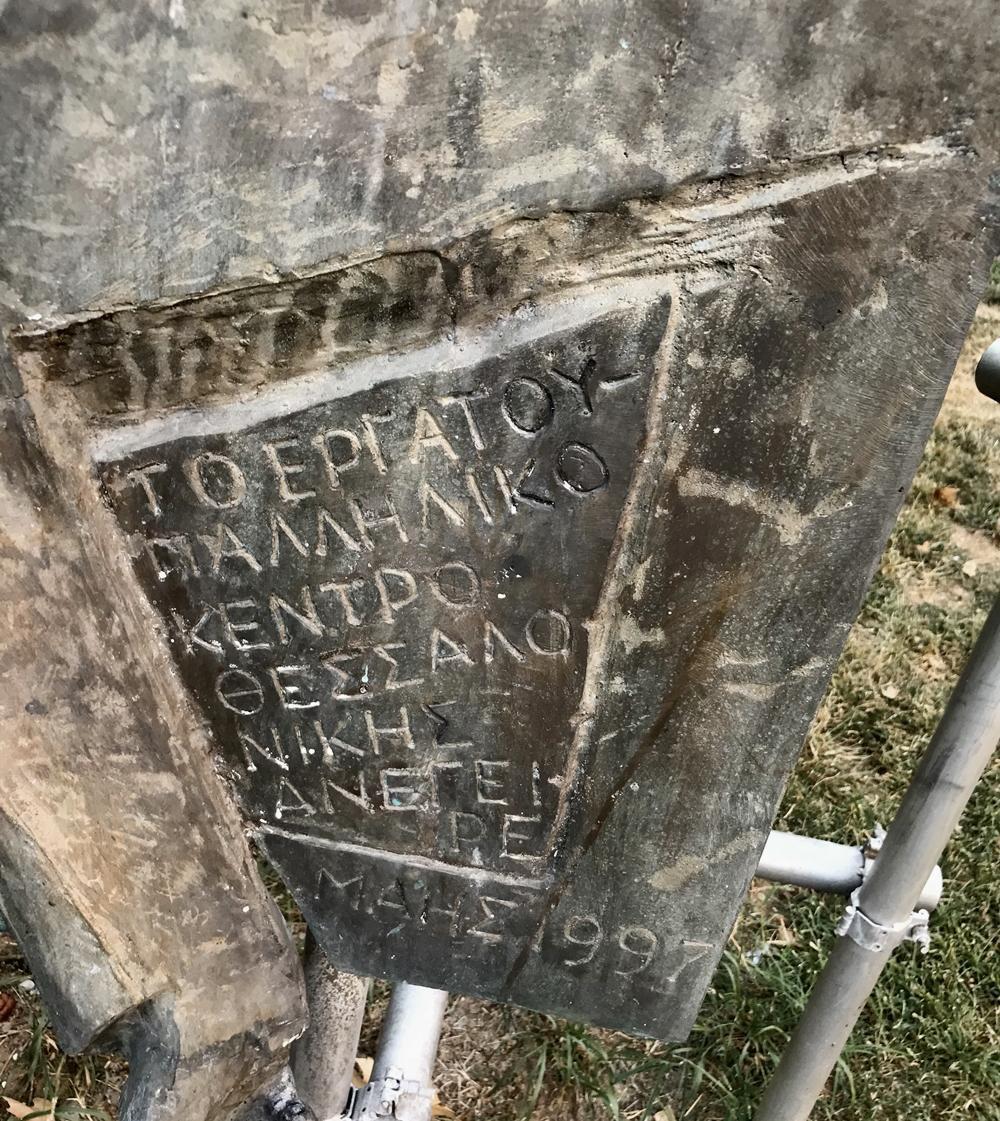 ΤΟ ΕΡΓΑΤΟΥ-
ΠΑΛΛΗΛΙΚΟ
ΚΕΝΤΡΟ
ΘΕΣΣΑΛΟ
ΝΙΚΗΣ
ΑΝΕΓΕΙ-
ΡΕ
ΜΑΗΣ 1997